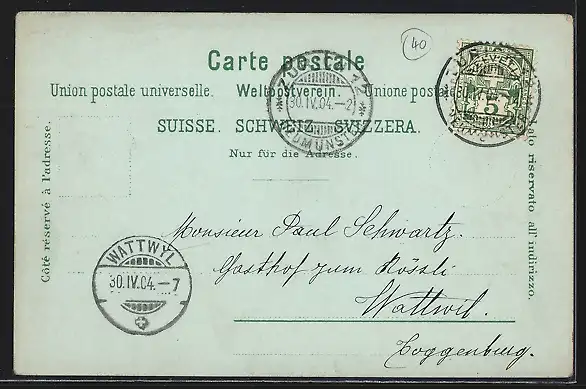 40
Carte postale
Union postale universelle. Weltpostverein. Unione postale
SUISSE. SCHWEIZ. SVIZZERA.
Nur für die Adresse.
Côté réservé à l'adresse.
riservato all' indirizzo.
HELVETIA
5
30.IV.04.-2
NEUMÜNSTER
WATTWYL
30.IV.04.-7
Monsieur Paul Schwartz.
Gasthof zum Rössli
Wattwil.
Toggenburg.